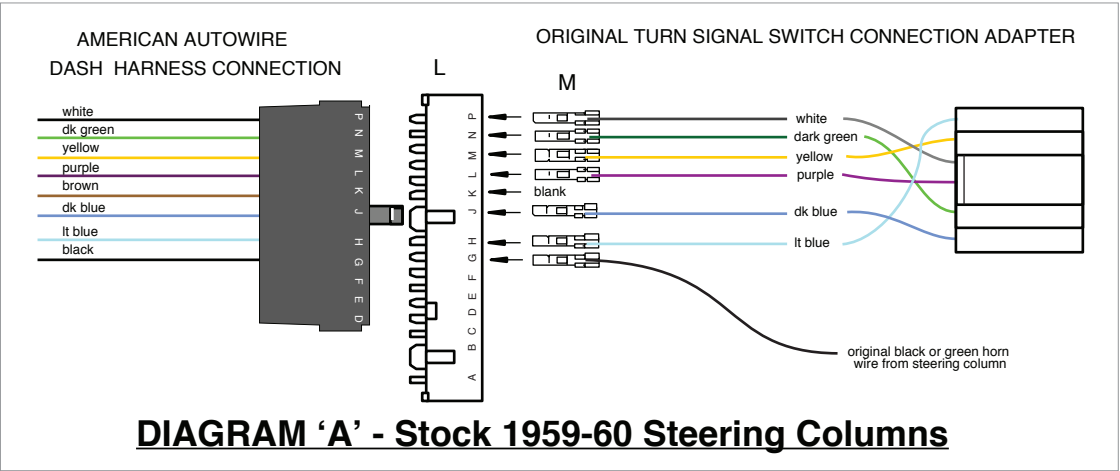 AMERICAN AUTOWIRE
DASH HARNESS CONNECTION
ORIGINAL TURN SIGNAL SWITCH CONNECTION ADAPTER
L
M
white
dk green
yellow
purple
brown
dk blue
lt blue
black
P
N
M
L
K
J
H
G
F
E
D
P
N
M
L
K
J
H
G
F
E
D
C
B
A
white
dark green
yellow
purple
blank
dk blue
lt blue
original black or green horn
wire from steering column
DIAGRAM ‘A’ - Stock 1959-60 Steering Columns